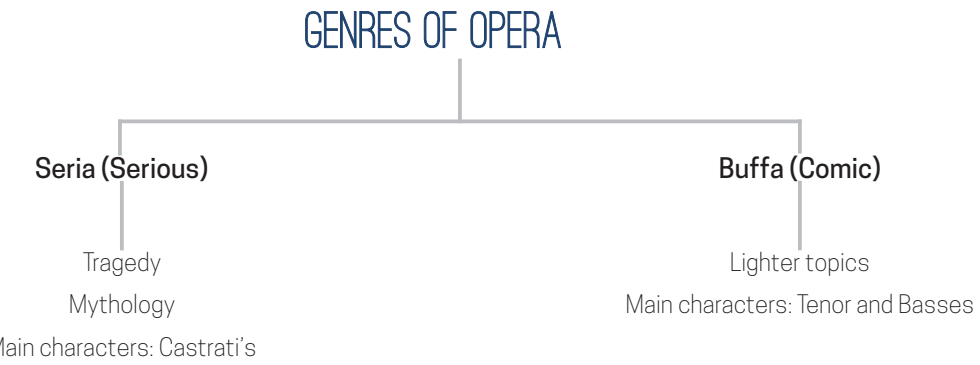 GENRES OF OPERA
Seria (Serious)
Buffa (Comic)
Tragedy
Mythology
Main characters: Castrati's
Lighter topics
Main characters: Tenor and Basses